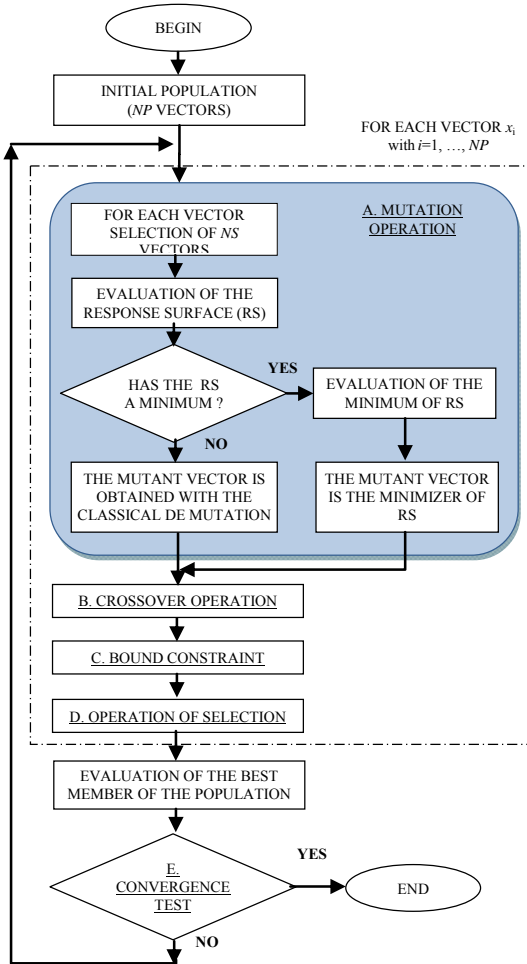 BEGIN
INITIAL POPULATION
(NP VECTORS)
FOR EACH VECTOR xi
with i=1, …, NP
FOR EACH VECTOR
SELECTION OF NS
VECTORS
A. MUTATION
OPERATION
EVALUATION OF THE
RESPONSE SURFACE (RS)
HAS THE RS
A MINIMUM ?
YES
EVALUATION OF THE
MINIMUM OF RS
NO
THE MUTANT VECTOR IS
OBTAINED WITH THE
CLASSICAL DE MUTATION
THE MUTANT VECTOR
IS THE MINIMIZER OF
RS
B. CROSSOVER OPERATION
C. BOUND CONSTRAINT
D. OPERATION OF SELECTION
EVALUATION OF THE BEST
MEMBER OF THE POPULATION
E.
CONVERGENCE
TEST
YES
END
NO